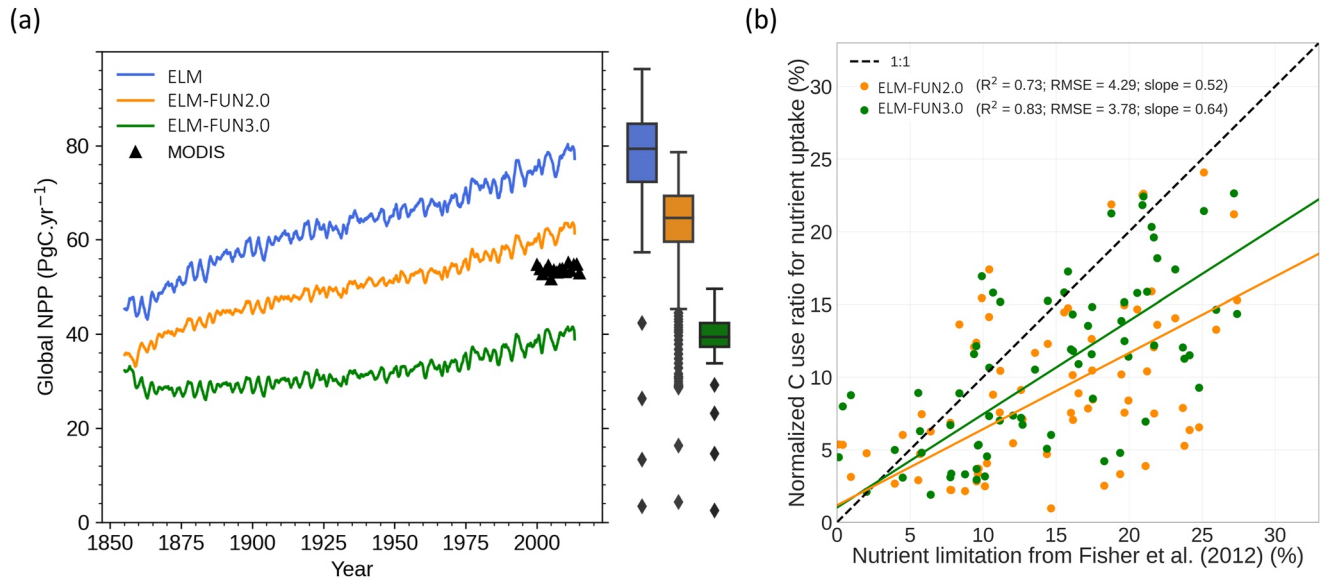 (a)
ELM
ELM-FUN2.0
ELM-FUN3.0
MODIS
Global NPP (PgC.yr⁻¹)
80
60
40
20
0
1850 1875 1900 1925 1950 1975 2000
Year
(b)
1:1
ELM-FUN2.0 (R² = 0.73; RMSE = 4.29; slope = 0.52)
ELM-FUN3.0 (R² = 0.83; RMSE = 3.78; slope = 0.64)
Normalized C use ratio for nutrient uptake (%)
30
25
20
15
10
5
0
0 5 10 15 20 25 30
Nutrient limitation from Fisher et al. (2012) (%)